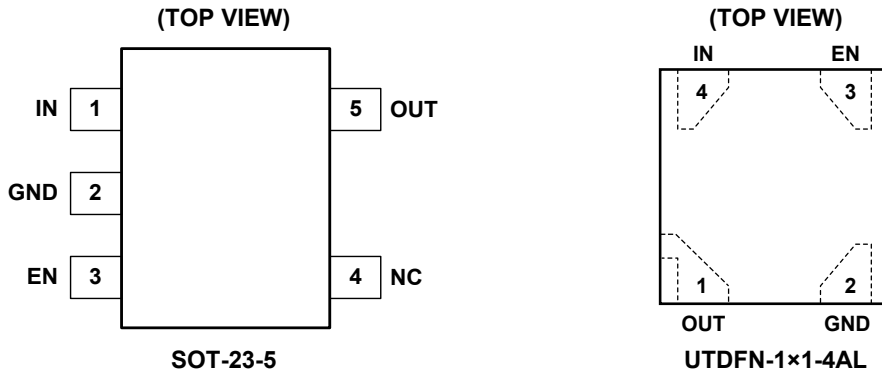 (TOP VIEW)
IN 1
5 OUT
GND 2
EN 3
4 NC
SOT-23-5
(TOP VIEW)
IN EN
4 3
1 2
OUT GND
UTDFN-1×1-4AL